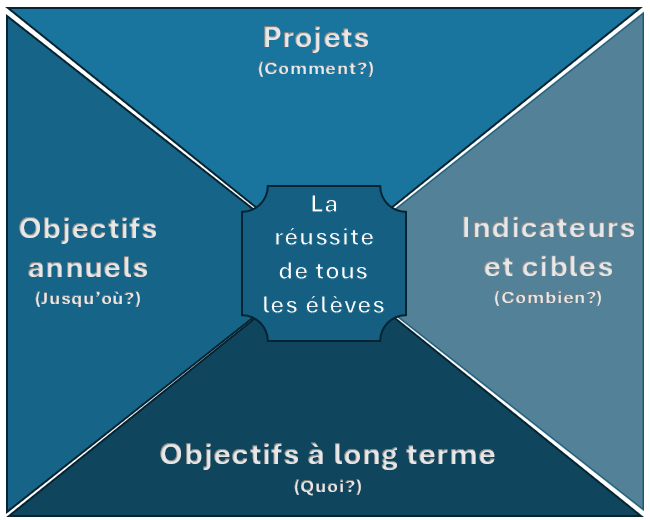 Projets
(Comment?)
Objectifs
annuels
(Jusqu'où?)
La
réussite
de tous
les élèves
Indicateurs
et cibles
(Combien?)
Objectifs à long terme
(Quoi?)